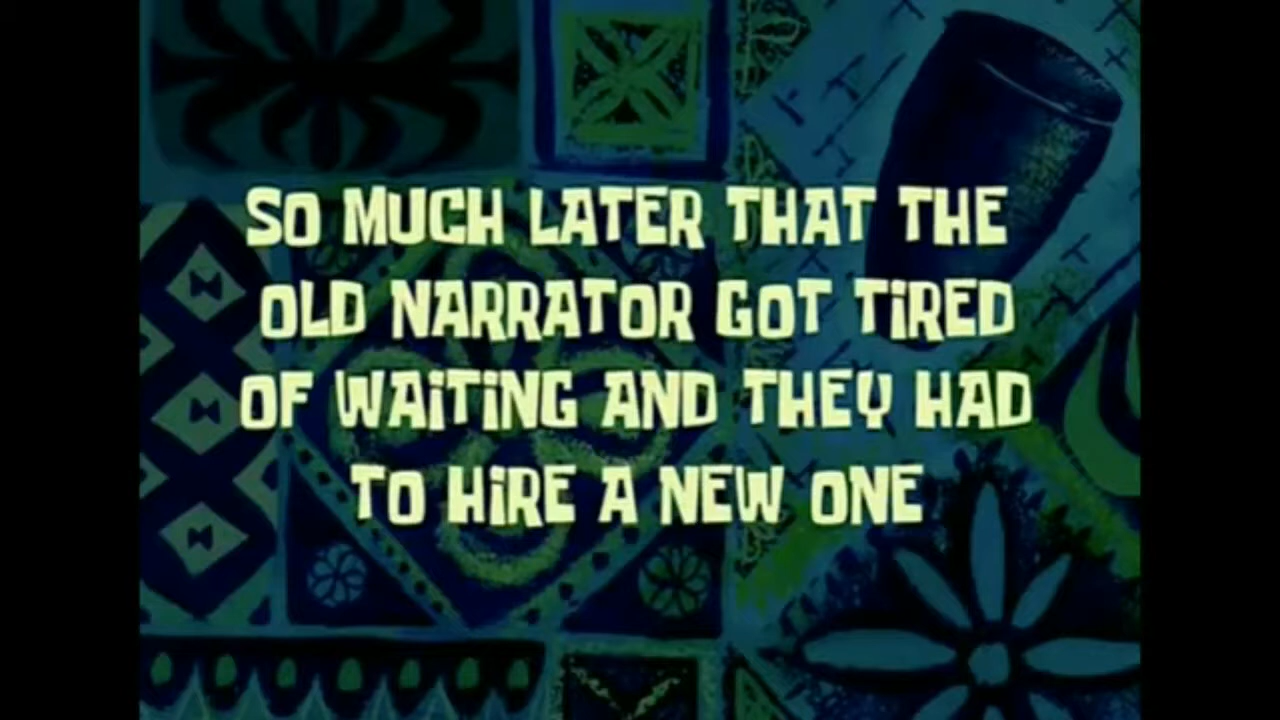 SO MUCH LATER THAT THE
OLD NARRATOR GOT TIRED
OF WAITING AND THEY HAD
TO HIRE A NEW ONE